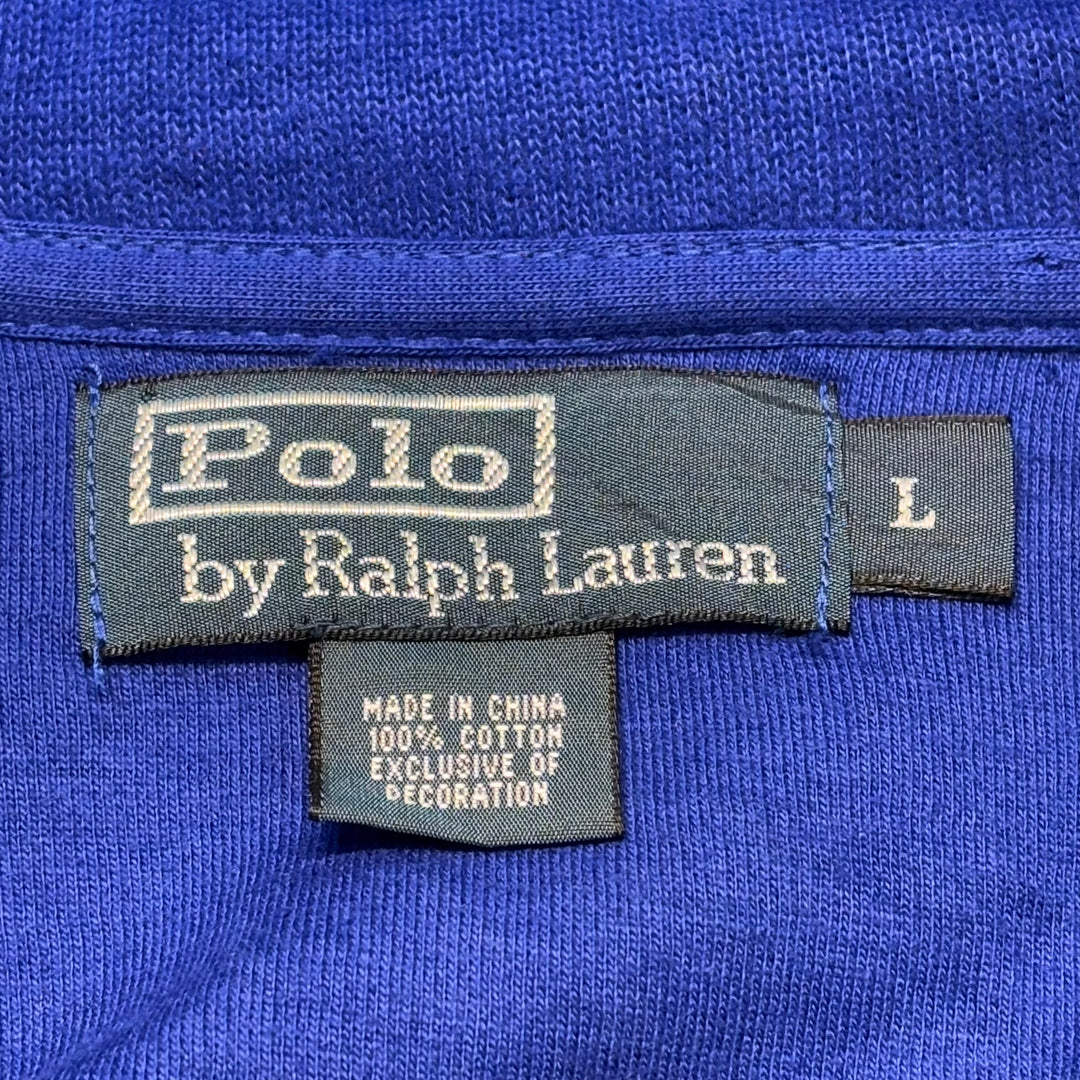 Polo
by Ralph Lauren
L
MADE IN CHINA
100% COTTON
EXCLUSIVE OF
DECORATION